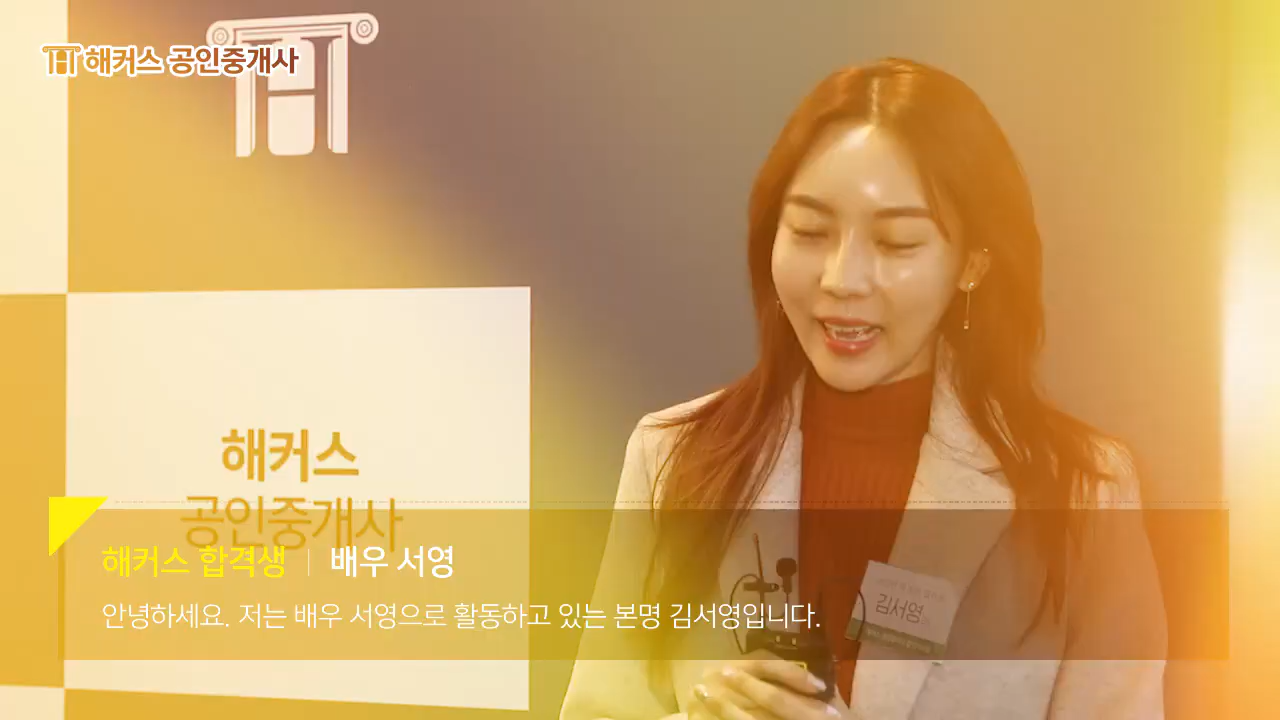 해커스 공인중개사
해커스
공인중개사
해커스 합격생 | 배우 서영
안녕하세요. 저는 배우 서영으로 활동하고 있는 본명 김서영입니다.
김서영